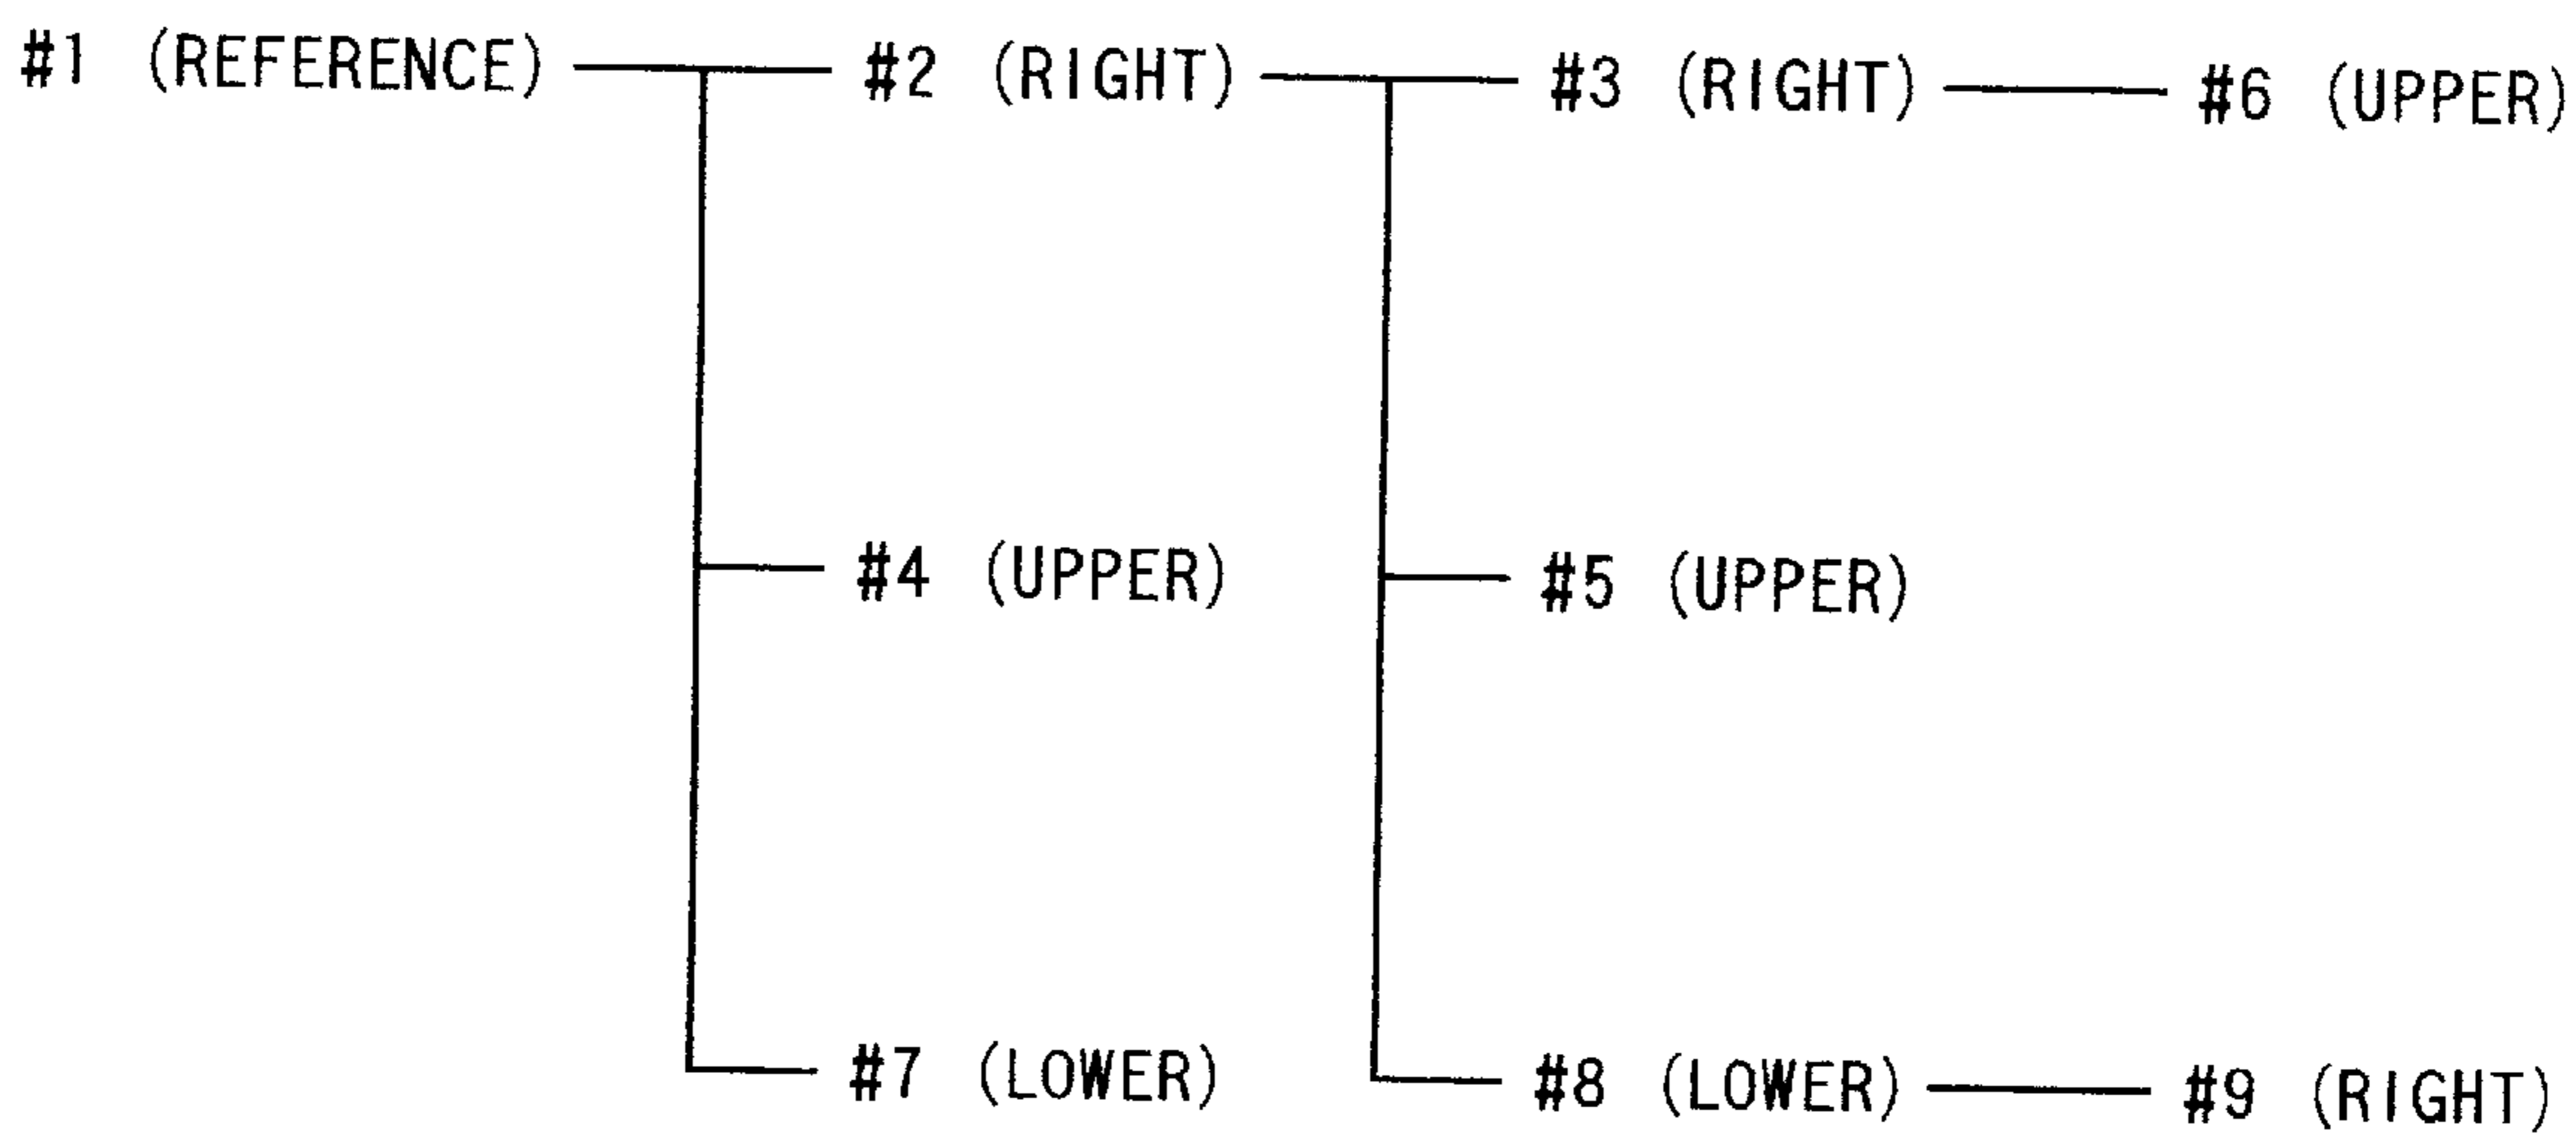 #1 (REFERENCE) #2 (RIGHT) #3 (RIGHT) #6 (UPPER)
#4 (UPPER) #5 (UPPER)
#7 (LOWER) #8 (LOWER) #9 (RIGHT)